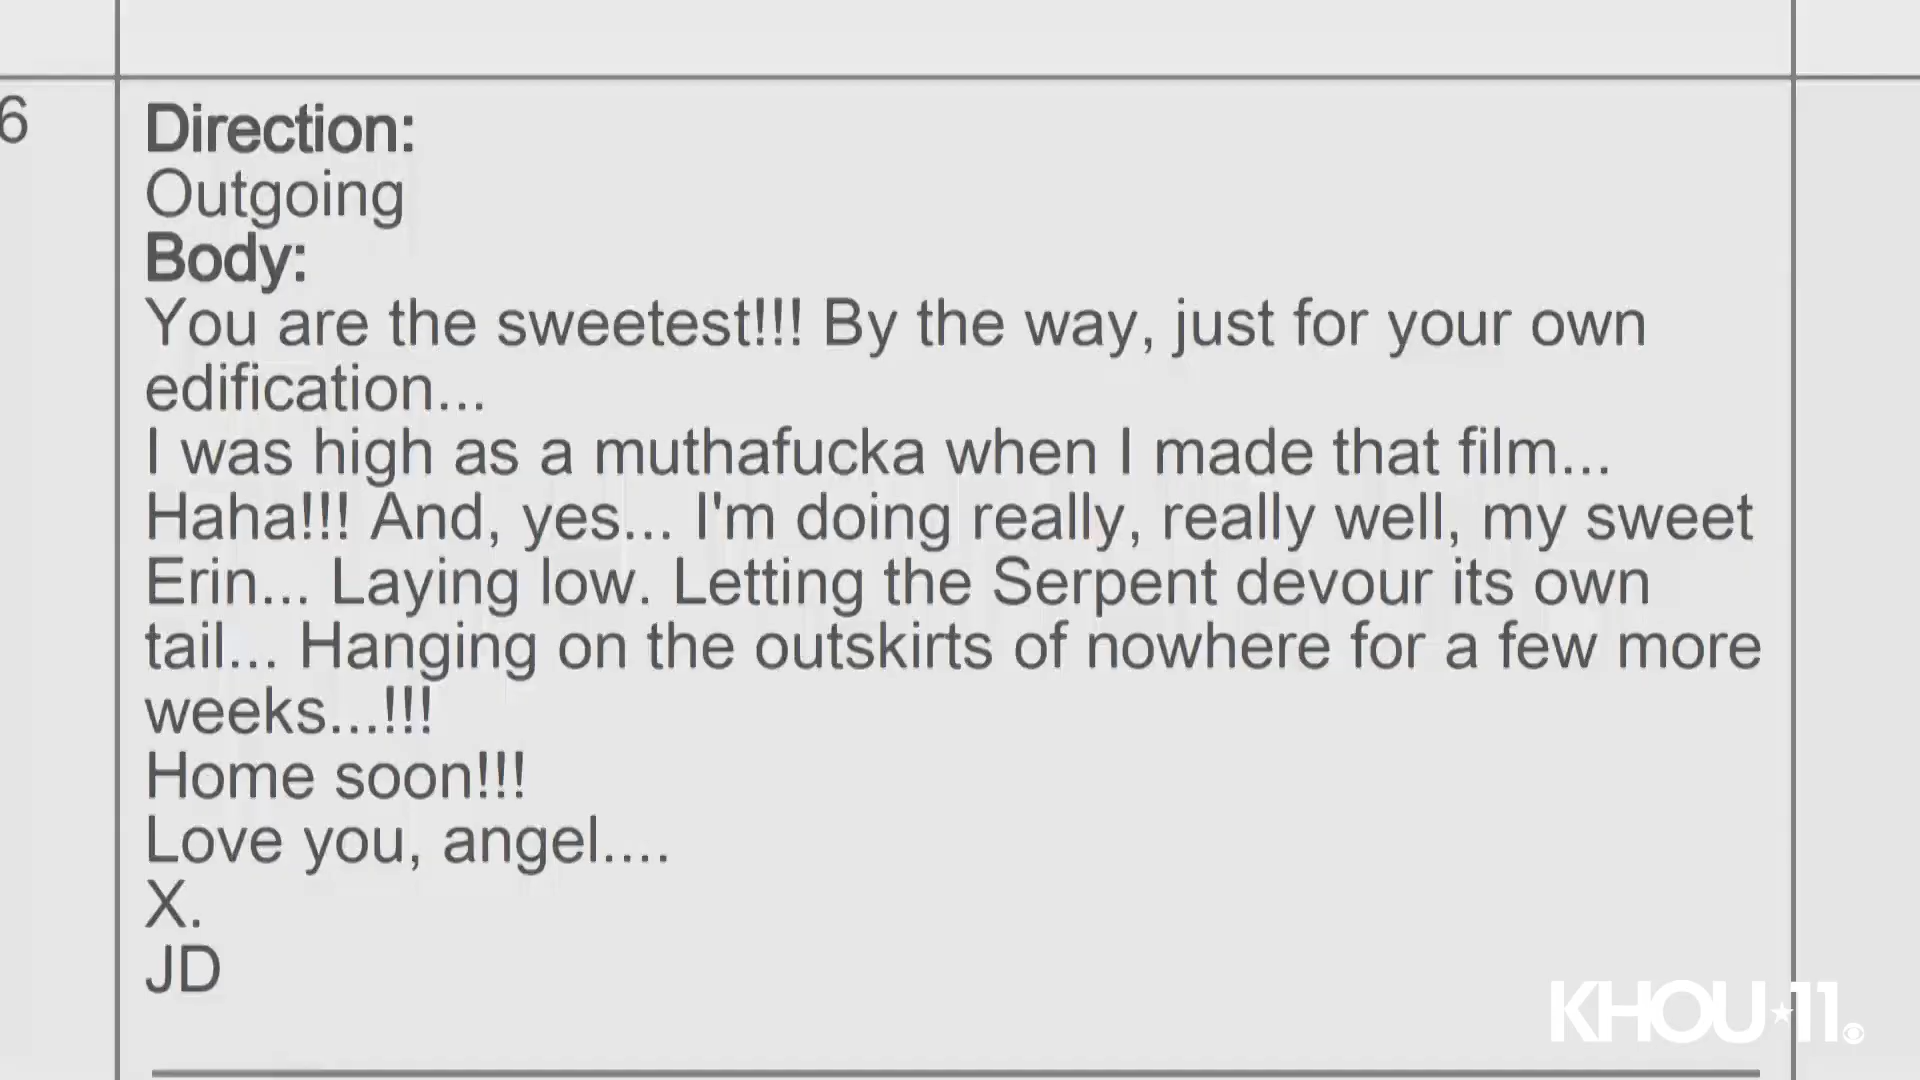 6
Direction:
Outgoing
Body:
You are the sweetest!!! By the way, just for your own
edification...
I was high as a muthafucka when I made that film...
Haha!!! And, yes... I'm doing really, really well, my sweet
Erin... Laying low. Letting the Serpent devour its own
tail... Hanging on the outskirts of nowhere for a few more
weeks...!!!
Home soon!!!
Love you, angel....
X.
JD
KHOU★11